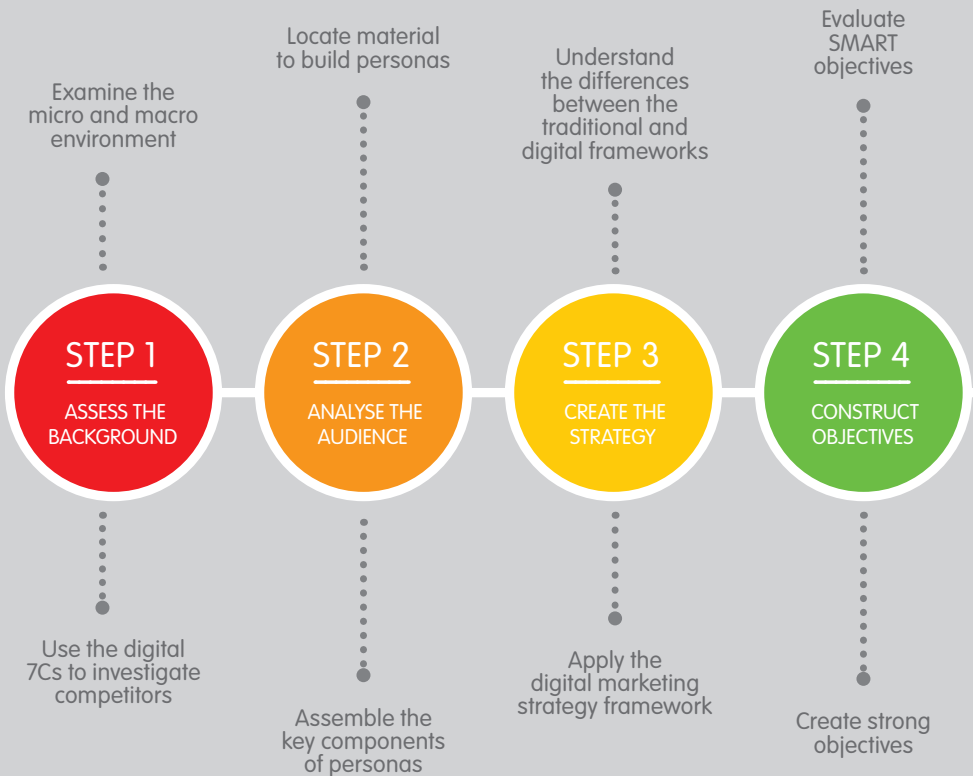 Examine the
micro and macro
environment
STEP 1
ASSESS THE
BACKGROUND
Use the digital
7Cs to investigate
competitors
Locate material
to build personas
STEP 2
ANALYSE THE
AUDIENCE
Assemble the
key components
of personas
Understand
the differences
between the
traditional and
digital frameworks
STEP 3
CREATE THE
STRATEGY
Apply the
digital marketing
strategy framework
Evaluate
SMART
objectives
STEP 4
CONSTRUCT
OBJECTIVES
Create strong
objectives